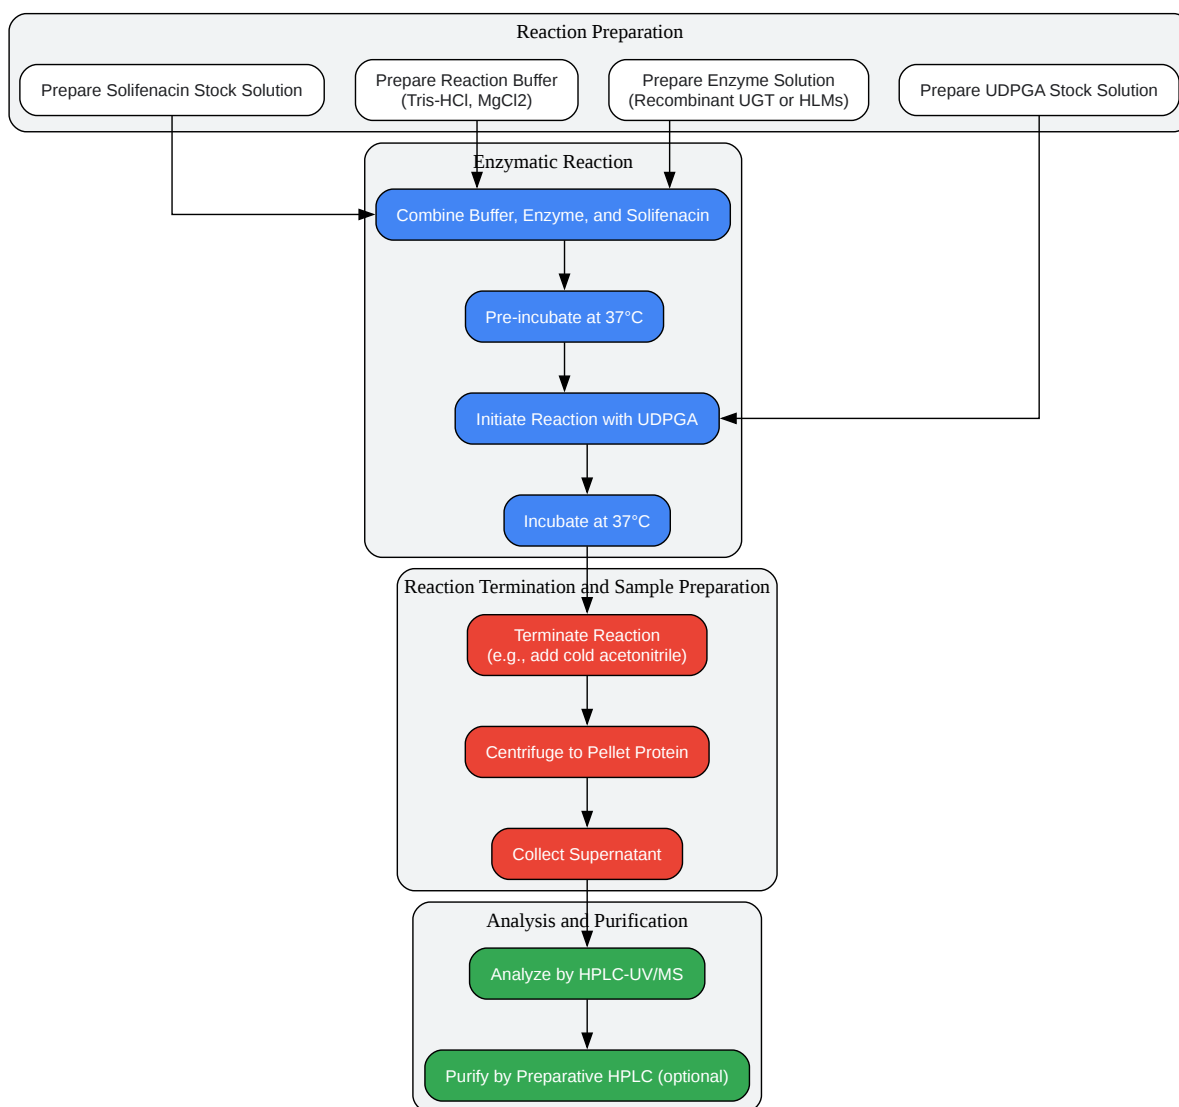 Reaction Preparation
Prepare Solifenacin Stock Solution
Prepare Reaction Buffer
(Tris-HCl, MgCl2)
Prepare Enzyme Solution
(Recombinant UGT or HLMs)
Prepare UDPGA Stock Solution
Enzymatic Reaction
Combine Buffer, Enzyme, and Solifenacin
Pre-incubate at 37°C
Initiate Reaction with UDPGA
Incubate at 37°C
Reaction Termination and Sample Preparation
Terminate Reaction
(e.g., add cold acetonitrile)
Centrifuge to Pellet Protein
Collect Supernatant
Analysis and Purification
Analyze by HPLC-UV/MS
Purify by Preparative HPLC (optional)